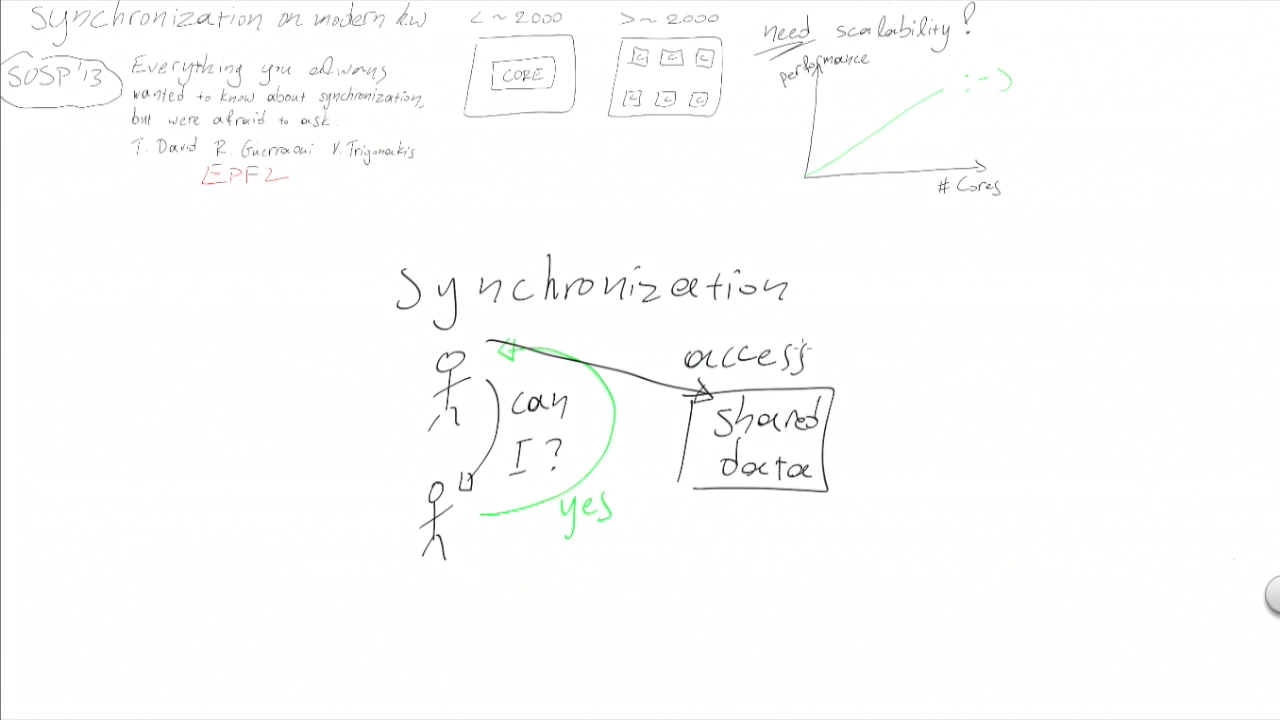 Synchronization on modern hw
SOSP '13
Everything you always
wanted to know about synchronization,
but were afraid to ask.
T. David R. Guerraoui V. Trigonakis
EPFL
< ~ 2000
CORE
> ~ 2000
C C C
C C C
need scalability?
performance
:-)
# Cores
Synchronization
access
can
I?
shared
data
yes